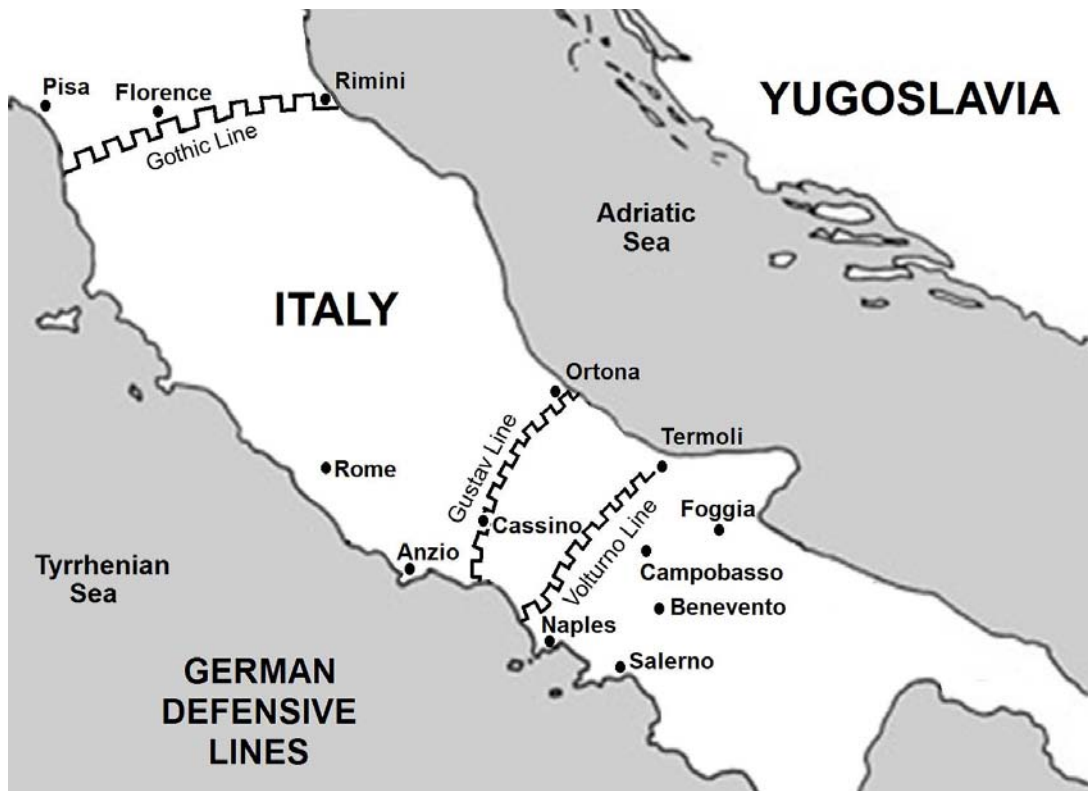 Pisa
Florence
Rimini
YUGOSLAVIA
Gothic Line
Adriatic
Sea
ITALY
Ortona
Gustav Line
Termoli
Rome
Cassino
Foggia
Volturno Line
Anzio
Campobasso
Tyrrhenian
Sea
Benevento
Naples
Salerno
GERMAN
DEFENSIVE
LINES